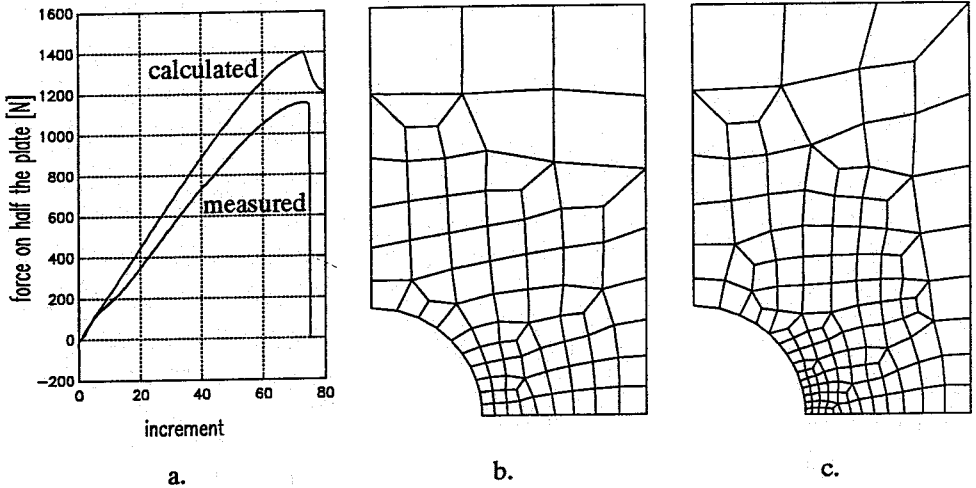 1600
1400
1200
1000
800
600
400
200
0
−200
force on half the plate [N]
calculated
measured
0
20
40
60
80
increment
a.
b.
c.